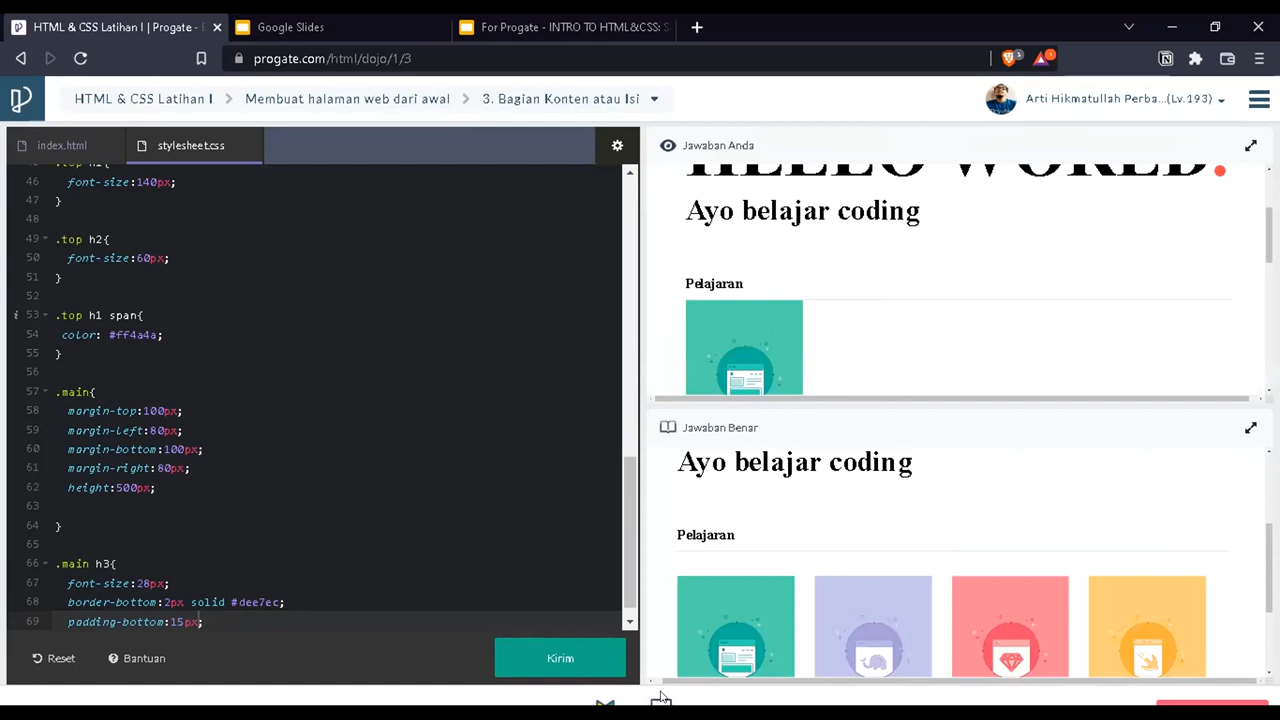 HTML & CSS Latihan I | Progate -
Google Slides
For Progate - INTRO TO HTML&CSS: S
progate.com/html/dojo/1/3
HTML & CSS Latihan I
Membuat halaman web dari awal
3. Bagian Konten atau Isi
Arti Hikmatullah Perba...(Lv.193)
index.html
stylesheet.css
Jawaban Anda
46 font-size:140px;
47 }
48
49 .top h2{
50 font-size:60px;
51 }
52
53 .top h1 span{
54 color: #ff4a4a;
55 }
56
57 .main{
58 margin-top:100px;
59 margin-left:80px;
60 margin-bottom:100px;
61 margin-right:80px;
62 height:500px;
63
64 }
65
66 .main h3{
67 font-size:28px;
68 border-bottom:2px solid #dee7ec;
69 padding-bottom:15px;
Reset
Bantuan
Kirim
HELLO WORLD.
Ayo belajar coding
Pelajaran
Jawaban Benar
Ayo belajar coding
Pelajaran